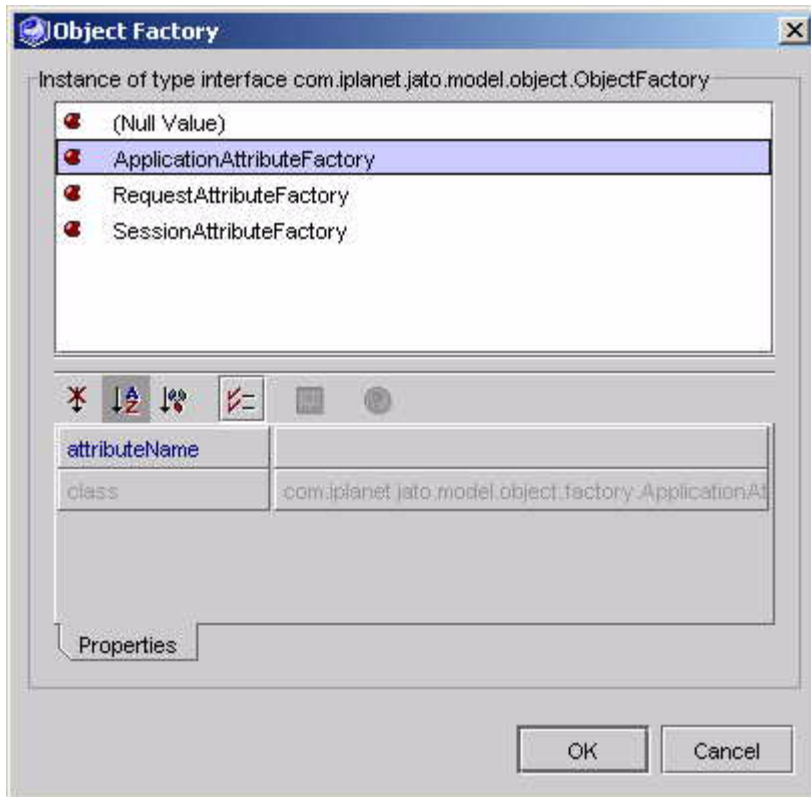 Object Factory
Instance of type interface com.iplanet.jato.model.object.ObjectFactory
(Null Value)
ApplicationAttributeFactory
RequestAttributeFactory
SessionAttributeFactory
attributeName
class com.iplanet.jato.model.object.factory.ApplicationAt
Properties
OK Cancel